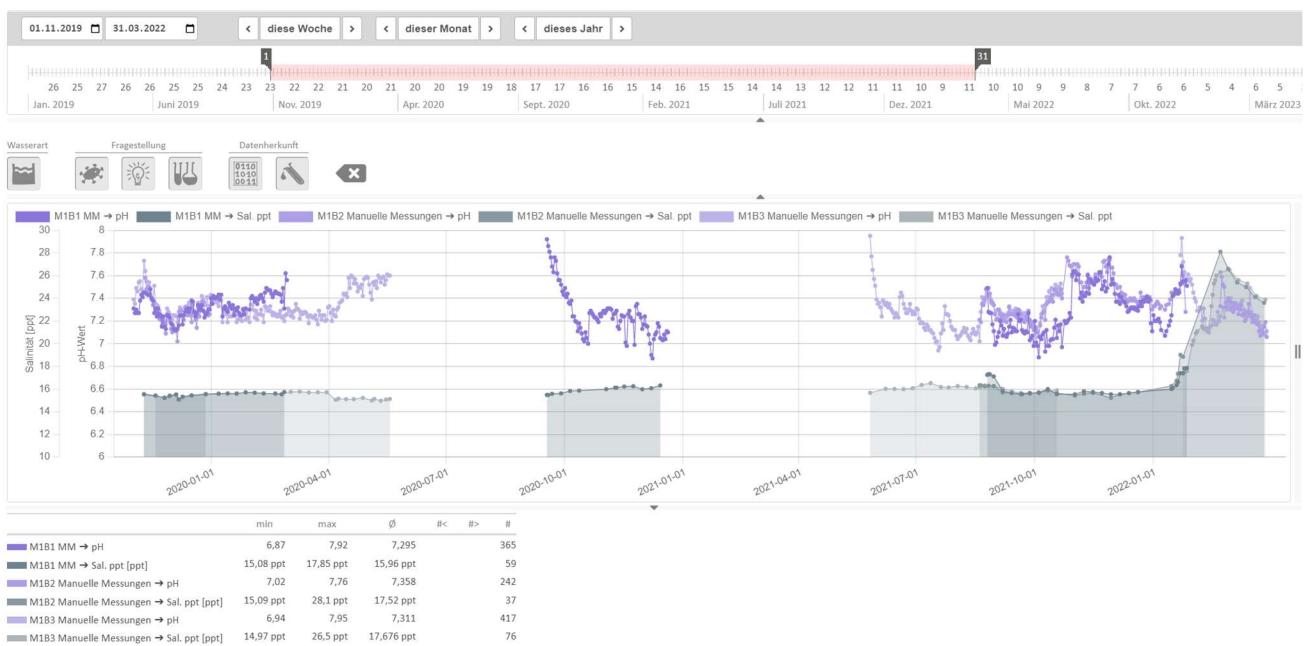 01.11.2019 31.03.2022 < diese Woche > < dieser Monat > < dieses Jahr >
1 31
26 25 27 26 26 25 25 24 23 23 22 22 21 20 21 20 20 19 19 18 17 17 16 16 15 14 16 15 15 14 14 14 13 12 12 11 11 10 9 11 10 10 9 9 8 7 7 6 6 5 4 6 5
Jan. 2019 Juni 2019 Nov. 2019 Apr. 2020 Sept. 2020 Feb. 2021 Juli 2021 Dez. 2021 Mai 2022 Okt. 2022 März 2023
Wasserart Fragestellung Datenherkunft
0110
1010
0011
M1B1 MM → pH M1B1 MM → Sal. ppt M1B2 Manuelle Messungen → pH M1B2 Manuelle Messungen → Sal. ppt M1B3 Manuelle Messungen → pH M1B3 Manuelle Messungen → Sal. ppt
30 8
28 7.8
26 7.6
24 7.4
22 7.2
20 7
18 6.8
16 6.6
14 6.4
12 6.2
10 6
Salinität [ppt]
pH-Wert
2020-01-01 2020-04-01 2020-07-01 2020-10-01 2021-01-01 2021-04-01 2021-07-01 2021-10-01 2022-01-01
min max Ø #< #> #
M1B1 MM → pH 6,87 7,92 7,295 365
M1B1 MM → Sal. ppt [ppt] 15,08 ppt 17,85 ppt 15,96 ppt 59
M1B2 Manuelle Messungen → pH 7,02 7,76 7,358 242
M1B2 Manuelle Messungen → Sal. ppt [ppt] 15,09 ppt 28,1 ppt 17,52 ppt 37
M1B3 Manuelle Messungen → pH 6,94 7,95 7,311 417
M1B3 Manuelle Messungen → Sal. ppt [ppt] 14,97 ppt 26,5 ppt 17,676 ppt 76